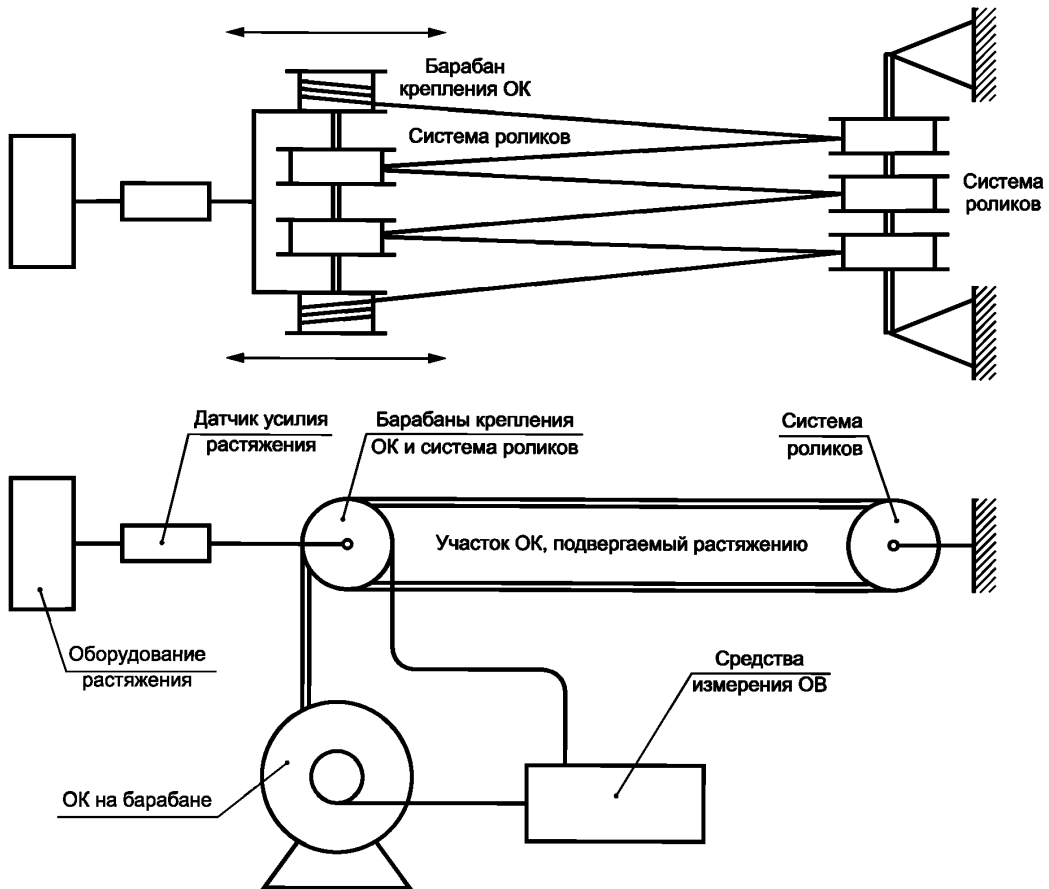 Барабан
крепления ОК
Система роликов
Система
роликов
Датчик усилия
растяжения
Барабаны крепления
ОК и система роликов
Система
роликов
Участок ОК, подвергаемый растяжению
Оборудование
растяжения
Средства
измерения ОВ
ОК на барабане